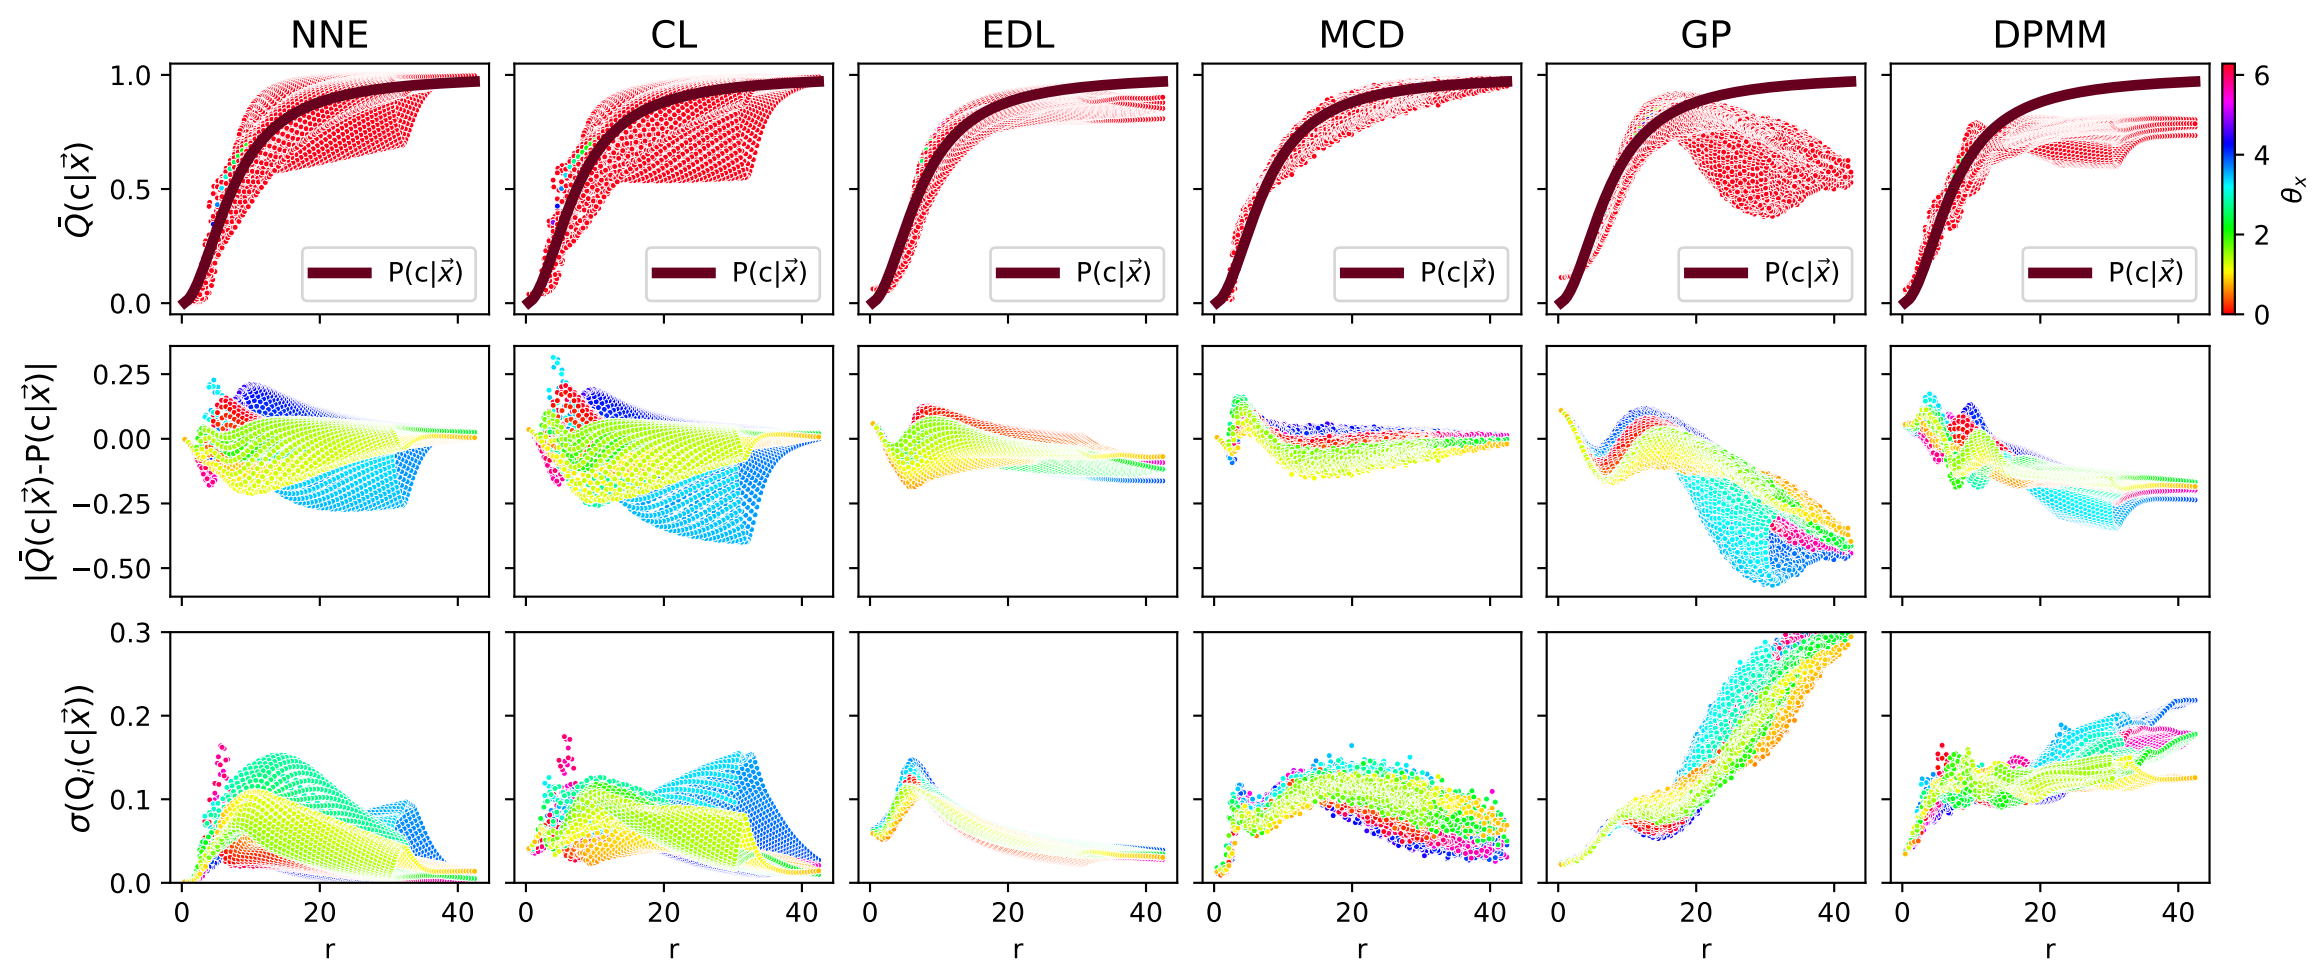 NNE CL EDL MCD GP DPMM
1.0
0.5
0.0
Q̄(c|x⃗)
P(c|x⃗) P(c|x⃗) P(c|x⃗) P(c|x⃗) P(c|x⃗) P(c|x⃗)
6
4
2
0
θₓ
0.25
0.00
−0.25
−0.50
|Q̄(c|x⃗)-P(c|x⃗)|
0.3
0.2
0.1
0.0
σ(Qᵢ(c|x⃗))
0 20 40 0 20 40 0 20 40 0 20 40 0 20 40 0 20 40
r r r r r r